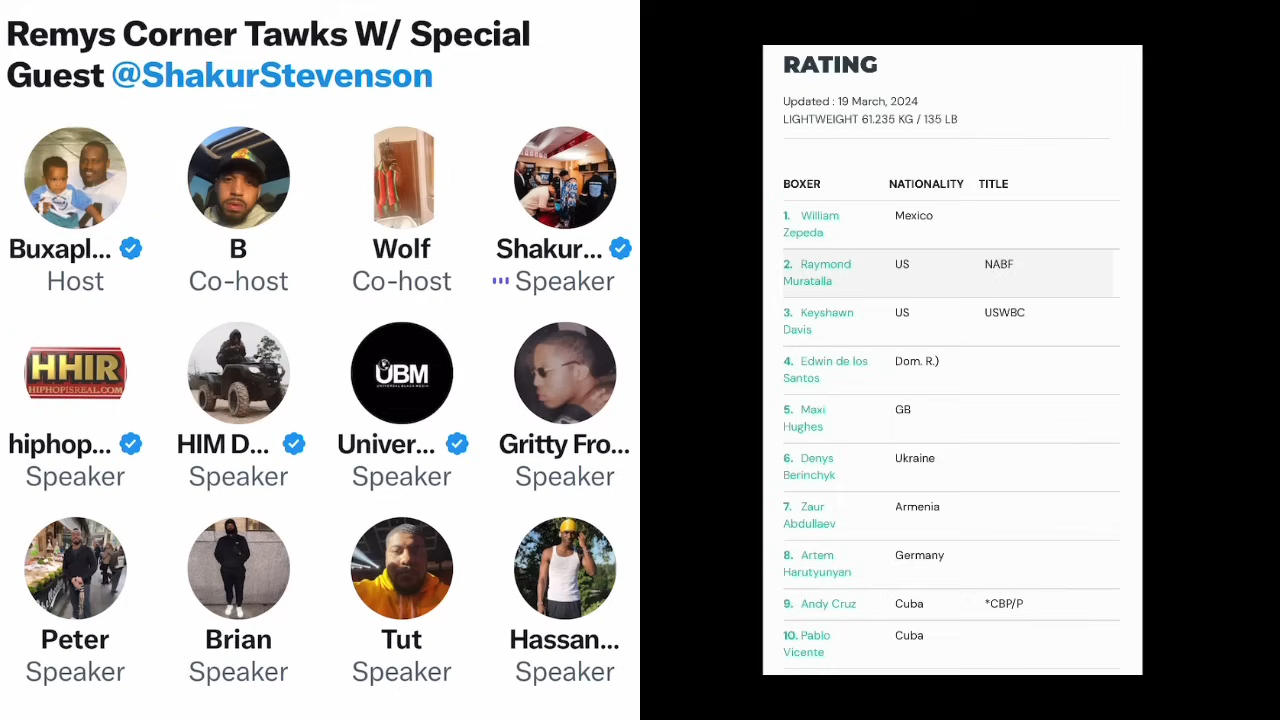 Remys Corner Tawks W/ Special
Guest @ShakurStevenson
Buxapl...
B
Wolf
Shakur...
Host
Co-host
Co-host
Speaker
HHIR
HIPHOPISREAL.COM
UBM
UNIVERSAL BLACK MEDIA
hiphop...
HIM D...
Univer...
Gritty Fro...
Speaker
Speaker
Speaker
Speaker
Peter
Brian
Tut
Hassan...
Speaker
Speaker
Speaker
Speaker
RATING
Updated : 19 March, 2024
LIGHTWEIGHT 61.235 KG / 135 LB
BOXER NATIONALITY TITLE
1. William Mexico
Zepeda
2. Raymond US NABF
Muratalla
3. Keyshawn US USWBC
Davis
4. Edwin de los Dom. R.)
Santos
5. Maxi GB
Hughes
6. Denys Ukraine
Berinchyk
7. Zaur Armenia
Abdullaev
8. Artem Germany
Harutyunyan
9. Andy Cruz Cuba *CBP/P
10. Pablo Cuba
Vicente